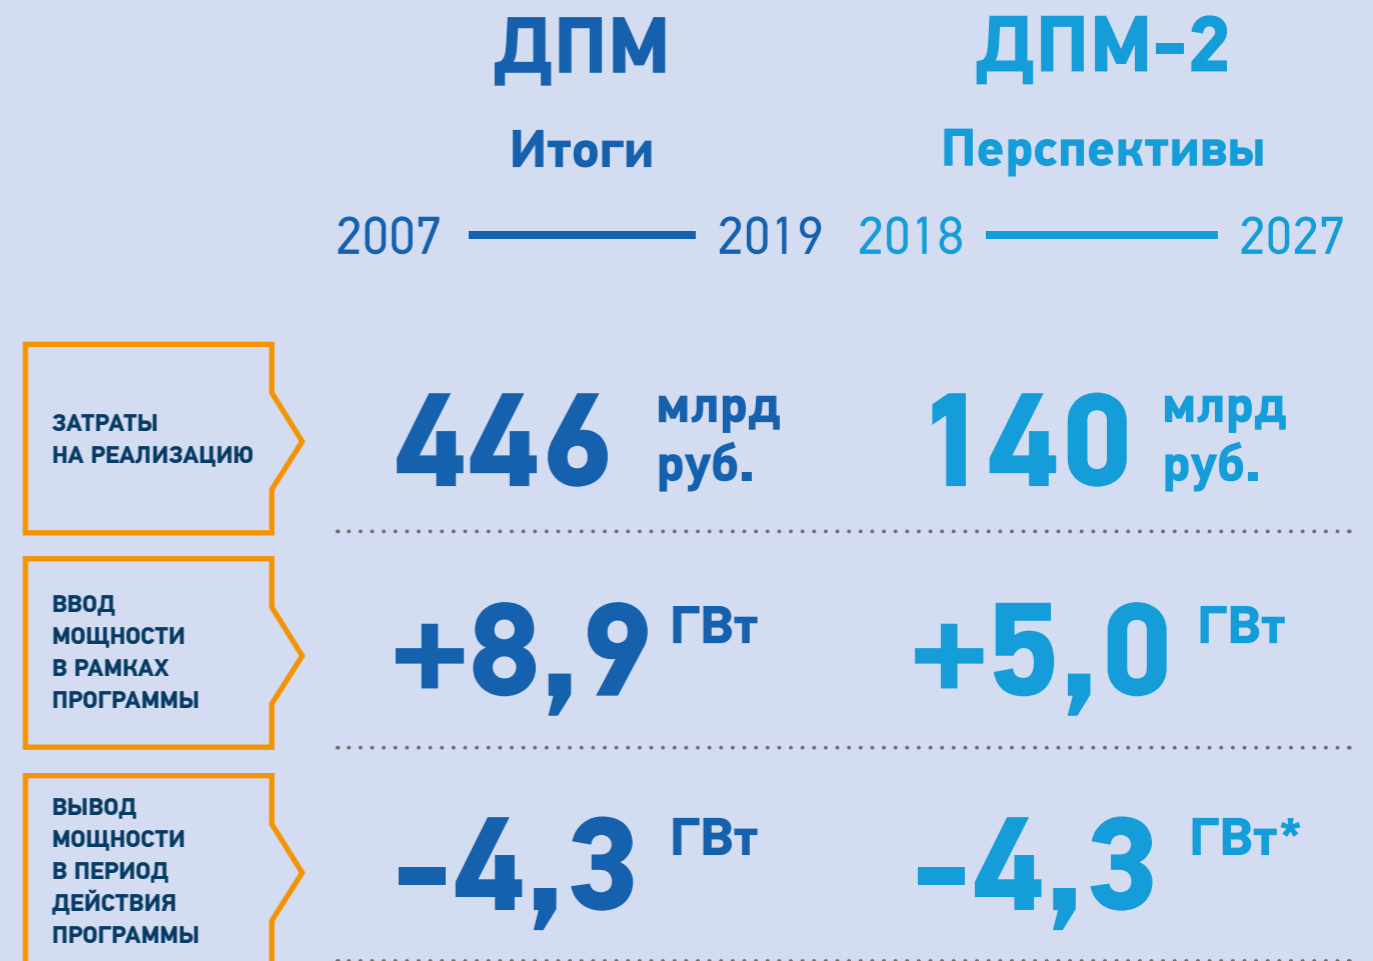 ДПМ ДПМ-2
Итоги Перспективы
2007 2019 2018 2027
ЗАТРАТЫ
НА РЕАЛИЗАЦИЮ
446 млрд
руб.
140 млрд
руб.
ВВОД
МОЩНОСТИ
В РАМКАХ
ПРОГРАММЫ
+8,9 ГВт
+5,0 ГВт
ВЫВОД
МОЩНОСТИ
В ПЕРИОД
ДЕЙСТВИЯ
ПРОГРАММЫ
-4,3 ГВт
-4,3 ГВт*